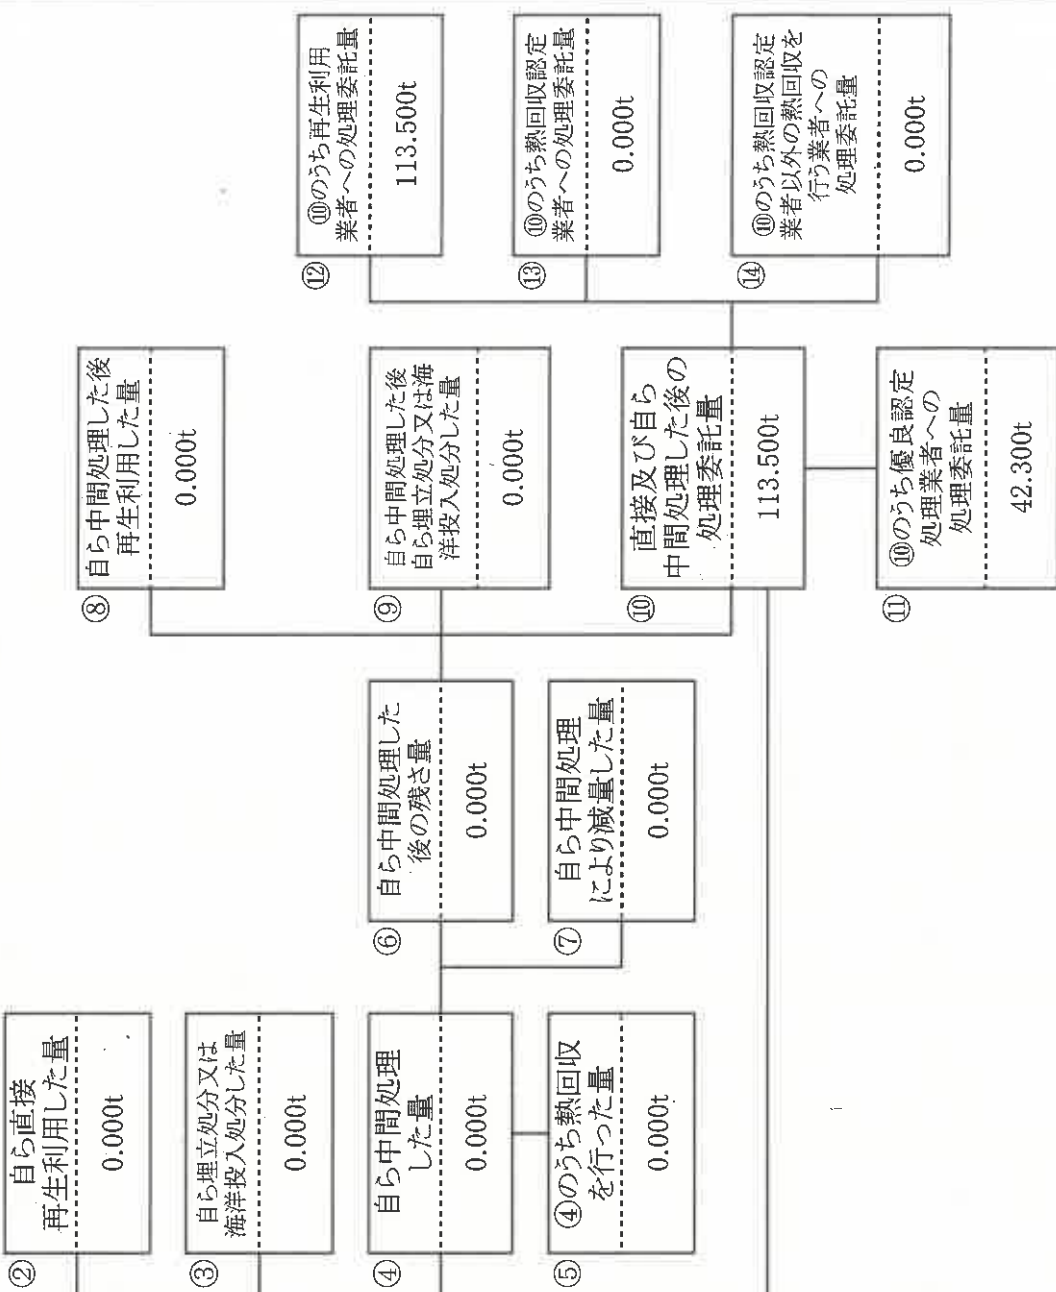 ②
自ら直接
再生利用した量
0.000t
③
自ら埋立処分又は
海洋投入処分した量
0.000t
④
自ら中間処理
した量
0.000t
⑤
④のうち熱回収
を行った量
0.000t
⑥
自ら中間処理した
後の残さ量
0.000t
⑦
自ら中間処理
により減量した量
0.000t
⑧
自ら中間処理した後
再生利用した量
0.000t
⑨
自ら中間処理した後
自ら埋立処分又は海
洋投入処分した量
0.000t
⑩
直接及び自ら
中間処理した後の
処理委託量
113.500t
⑪
⑩のうち優良認定
処理業者への
処理委託量
42.300t
⑫
⑩のうち再生利用
業者への処理委託量
113.500t
⑬
⑩のうち熱回収認定
業者への処理委託量
0.000t
⑭
⑩のうち熱回収認定
業者以外の熱回収を
行う業者への
処理委託量
0.000t